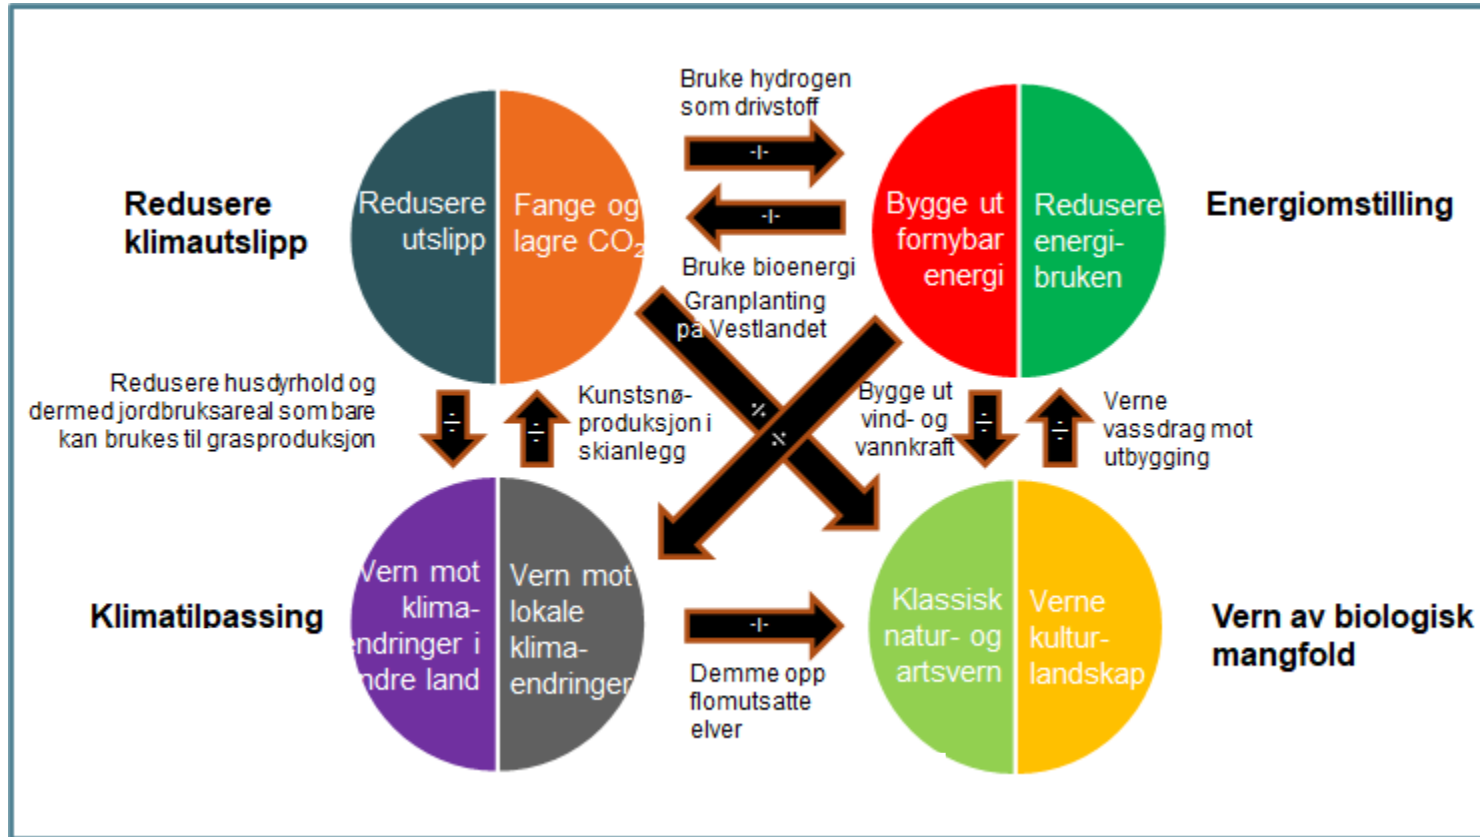 Bruke hydrogen
som drivstoff
-I-
Redusere
klimautslipp
Redusere
utslipp
Fange og
lagre CO₂
-I-
Bruke bioenergi
Bygge ut
fornybar
energi
Redusere
energi-
bruken
Energiomstilling
Granplanting
på Vestlandet
Redusere husdyrhold og
dermed jordbruksareal som bare
kan brukes til grasproduksjon
-I-
-I-
Kunstsnø-
produksjon i
skianlegg
-I-
-I-
Bygge ut
vind- og
vannkraft
-I-
-I-
Verne
vassdrag mot
utbygging
Klimatilpassing
Vern mot
klima-
endringer i
ndre land
Vern mot
lokale
klima-
endringer
-I-
Demme opp
flomutsatte
elver
Klassisk
natur- og
artsvern
Verne
kultur-
landskap
Vern av biologisk
mangfold